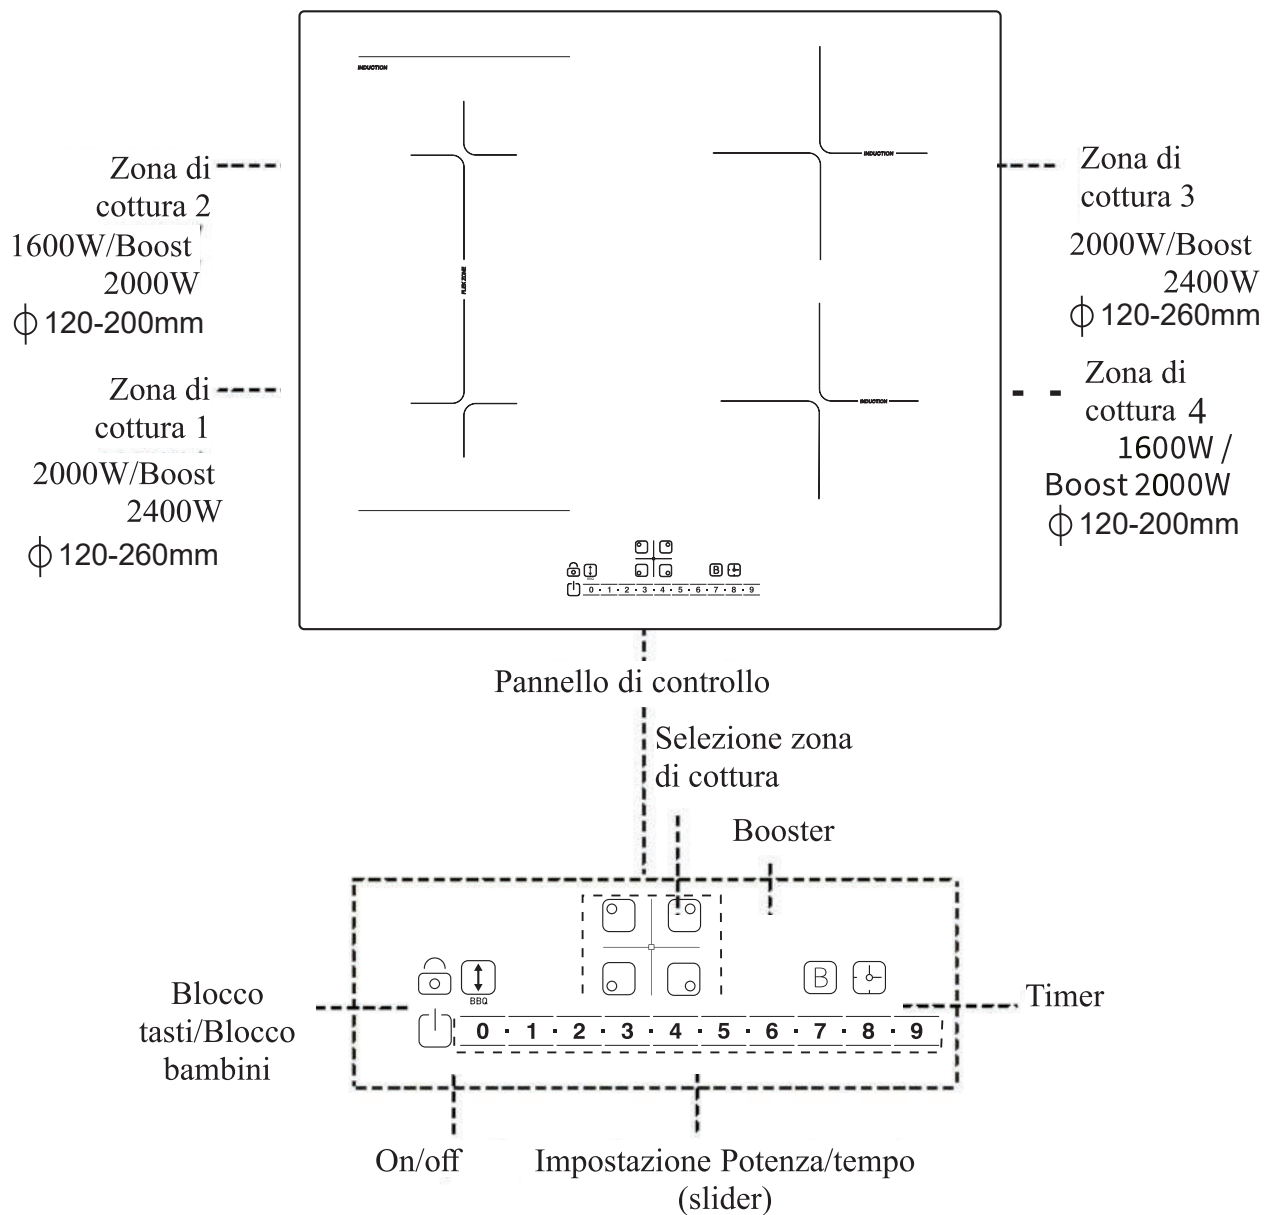 INDUCTION
Zona di
cottura 2
1600W/Boost
2000W
ϕ 120-200mm
Zona di
cottura 1
2000W/Boost
2400W
ϕ 120-260mm
FLEX ZONE
INDUCTION
INDUCTION
Zona di
cottura 3
2000W/Boost
2400W
ϕ 120-260mm
Zona di
cottura 4
1600W /
Boost 2000W
ϕ 120-200mm
B
0 · 1 · 2 · 3 · 4 · 5 · 6 · 7 · 8 · 9
Pannello di controllo
Selezione zona
di cottura
Booster
BBQ
B
0 · 1 · 2 · 3 · 4 · 5 · 6 · 7 · 8 · 9
Blocco
tasti/Blocco
bambini
Timer
On/off
Impostazione Potenza/tempo
(slider)